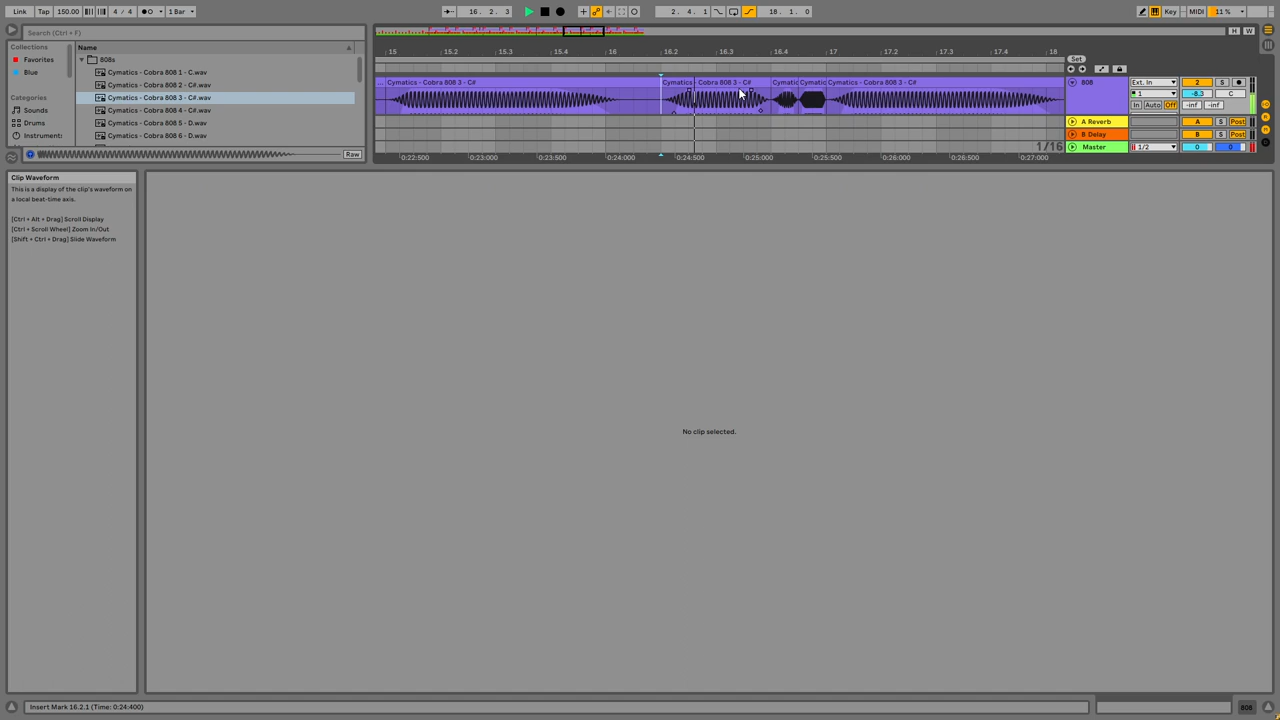 Link Tap 150.00 4 / 4 1 Bar 16. 2. 3 2. 4. 1 18. 1. 0 Key MIDI 11 %
Search (Ctrl + F)
Collections
Favorites
Blue
Categories
Sounds
Drums
Instrument:
Name
808s
Cymatics - Cobra 808 1 - C.wav
Cymatics - Cobra 808 2 - C#.wav
Cymatics - Cobra 808 3 - C#.wav
Cymatics - Cobra 808 4 - C#.wav
Cymatics - Cobra 808 5 - D.wav
Cymatics - Cobra 808 6 - D.wav
Raw
H W
15 15.2 15.3 15.4 16 16.2 16.3 16.4 17 17.2 17.3 17.4 18
Set
... Cymatics - Cobra 808 3 - C# Cymatics Cobra 808 3 - C# Cymatic Cymatic Cymatics - Cobra 808 3 - C#
808 Ext. In 2 S
1 -8.3 C
In Auto Off -inf -inf
A Reverb A S Post
B Delay B S Post
1/16 Master 1/2 0 0
0:22:500 0:23:000 0:23:500 0:24:000 0:24:500 0:25:000 0:25:500 0:26:000 0:26:500 0:27:000
Clip Waveform
This is a display of the clip's waveform on
a local beat-time axis.
[Ctrl + Alt + Drag] Scroll Display
[Ctrl + Scroll Wheel] Zoom In/Out
[Shift + Ctrl + Drag] Slide Waveform
No clip selected.
Insert Mark 16.2.1 (Time: 0:24:400)
808